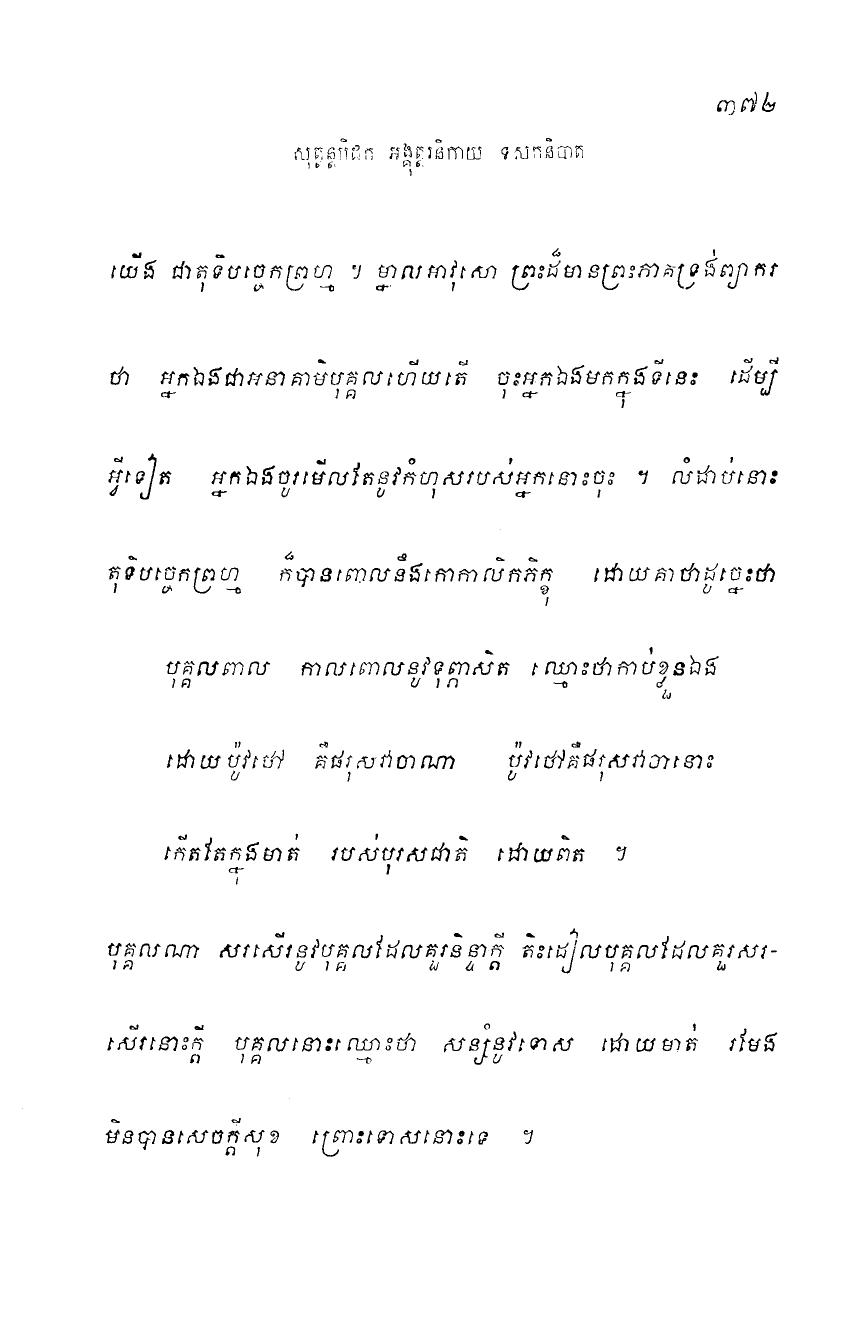 ៣៧២
សុត្តន្តបិដក អង្គុត្តរនិកាយ ទសកនិបាត
យើង ជាតុទិបច្ចេកព្រហ្ម ។ ម្នាលអាវុសោ ព្រះដ៏មានព្រះភាគទ្រង់ព្យាករ
ថា អ្នកឯងជាអនាគាមិបុគ្គលហើយតើ ចុះអ្នកឯងមកក្នុងទីនេះ ដើម្បី
អ្វីទៀត អ្នកឯងចូរមើលតែនូវកំហុសរបស់អ្នកនោះចុះ ។ លំដាប់នោះ
តុទិបច្ចេកព្រហ្ម ក៏បានពោលនឹងកោកាលិកភិក្ខុ ដោយគាថាដូច្នេះថា
បុគ្គលពាល កាលពោលនូវទុព្ភាសិត ឈ្មោះថាកាប់ខ្លួនឯង
ដោយប៉ូវថៅ គឺផរុសវាចាណា ប៉ូវថៅគឺផរុសវាចានោះ
កើតតែក្នុងមាត់ របស់បុរសជាតិ ដោយពិត ។
បុគ្គលណា សរសើរនូវបុគ្គលដែលគួរនិន្ទាក្តី តិះដៀលបុគ្គលដែលគួរសរ-
សើរនោះក្តី បុគ្គលនោះឈ្មោះថា សន្សំនូវទោស ដោយមាត់ រមែង
មិនបានសេចក្តីសុខ ព្រោះទោសនោះទេ ។